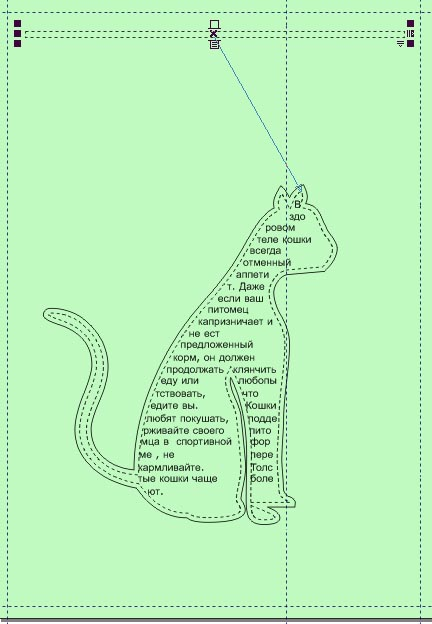 В
здо
ровом
теле кошки
всегда
отменный
аппети
т. Даже
если ваш
питомец
капризничает и
не ест
предложенный
корм, он должен
продолжать клянчить
еду или любопы
тствовать, что
едите вы. Кошки
любят покушать, подде
рживайте своего пито
мца в спортивной фор
ме , не пере
кармливайте. Толс
тые кошки чаще боле
ют.